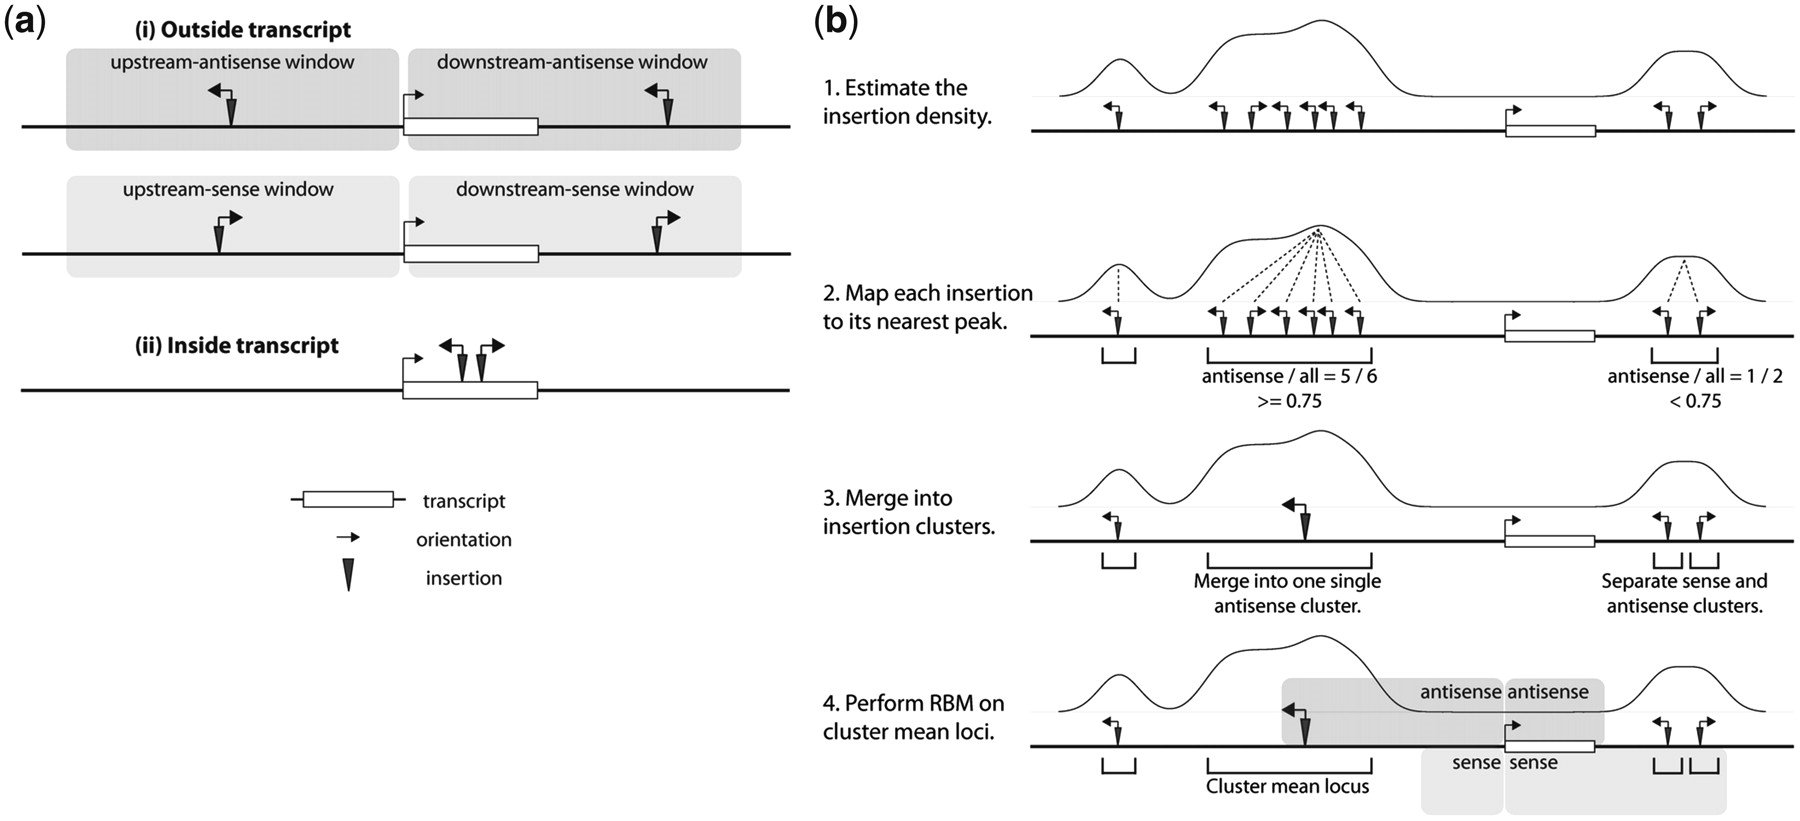 (a)
(i) Outside transcript
upstream-antisense window
downstream-antisense window
upstream-sense window
downstream-sense window
(ii) Inside transcript
transcript
orientation
insertion
(b)
1. Estimate the
insertion density.
2. Map each insertion
to its nearest peak.
antisense / all = 5 / 6
>= 0.75
antisense / all = 1 / 2
< 0.75
3. Merge into
insertion clusters.
Merge into one single
antisense cluster.
Separate sense and
antisense clusters.
4. Perform RBM on
cluster mean loci.
antisense antisense
sense sense
Cluster mean locus